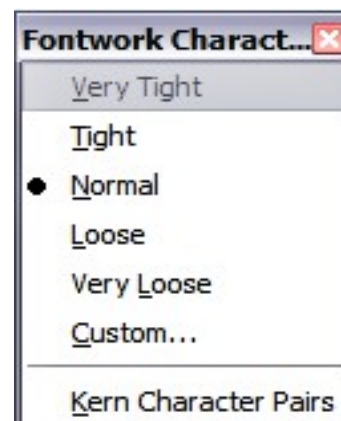 Fontwork Charact...
Very Tight
Tight
Normal
Loose
Very Loose
Custom...
Kern Character Pairs